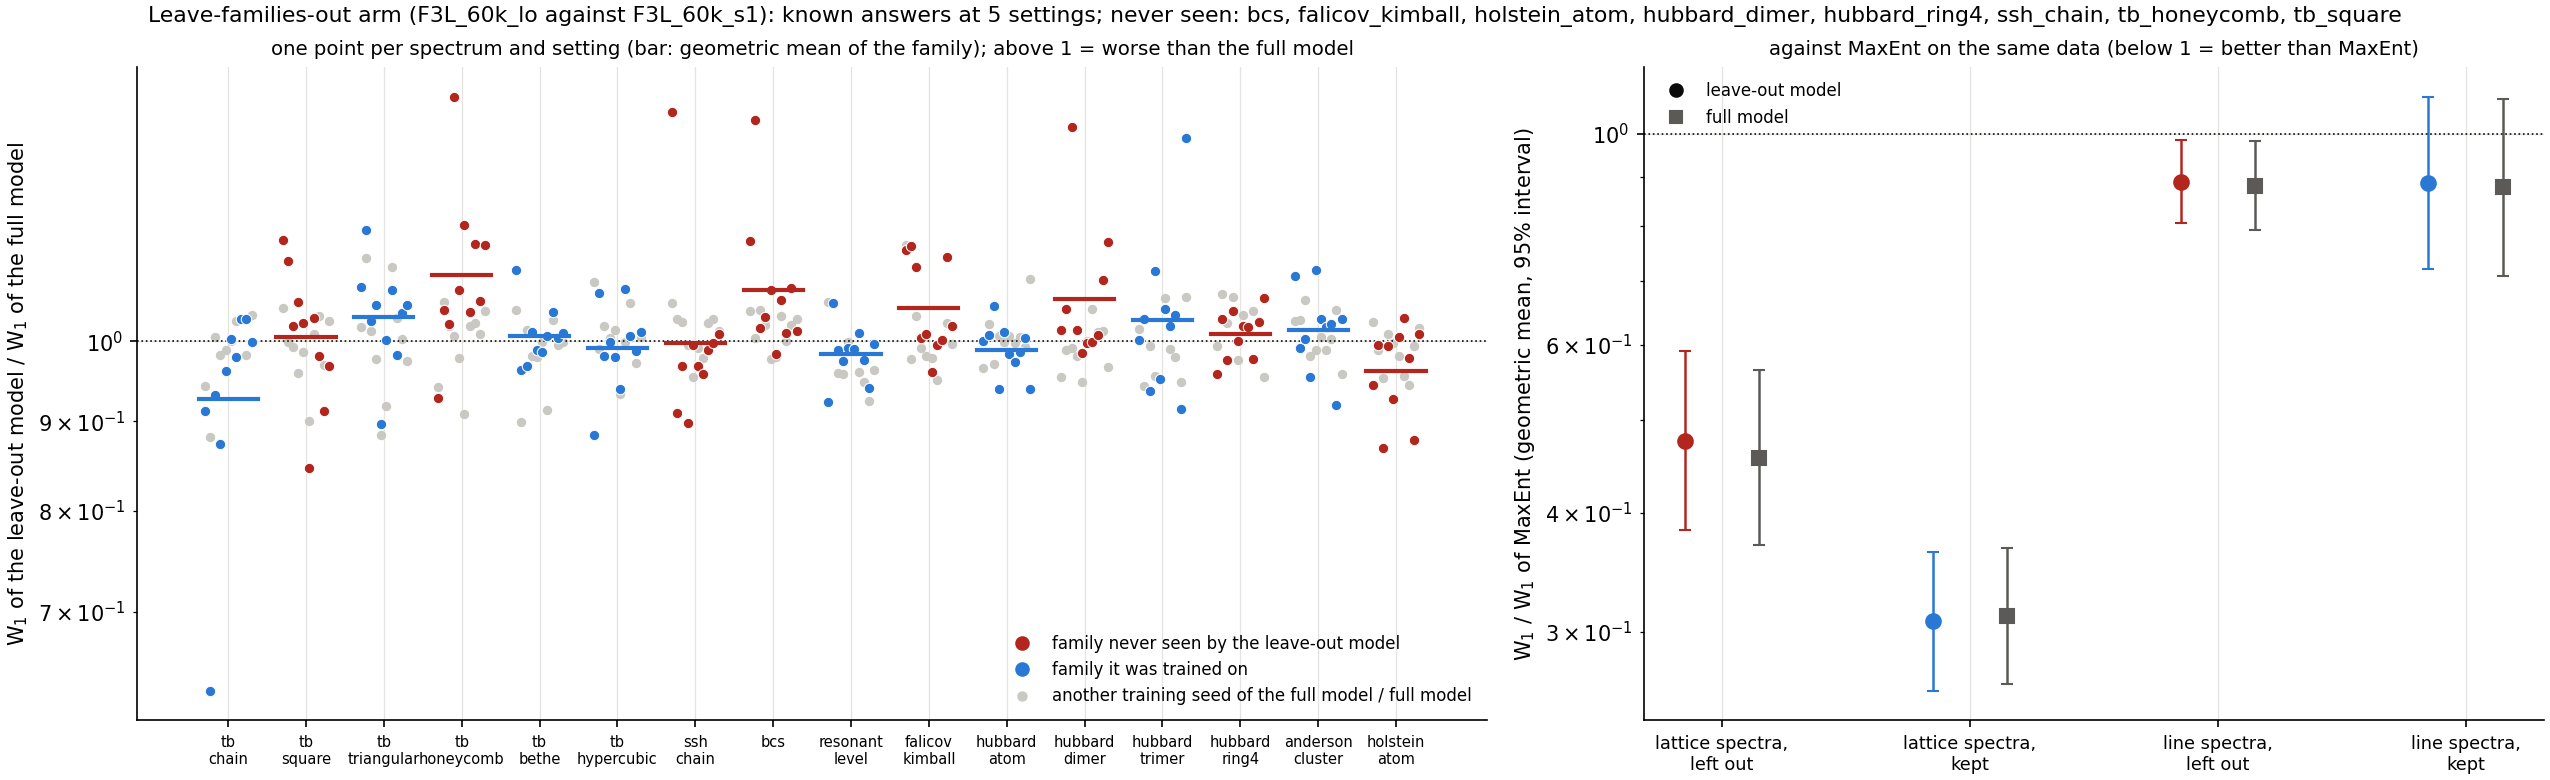 Leave-families-out arm (F3L_60k_lo against F3L_60k_s1): known answers at 5 settings; never seen: bcs, falicov_kimball, holstein_atom, hubbard_dimer, hubbard_ring4, ssh_chain, tb_honeycomb, tb_square
one point per spectrum and setting (bar: geometric mean of the family); above 1 = worse than the full model
W₁ of the leave-out model / W₁ of the full model
10⁰
9 × 10⁻¹
8 × 10⁻¹
7 × 10⁻¹
family never seen by the leave-out model
family it was trained on
another training seed of the full model / full model
tb chain
tb square
tb triangular
tb honeycomb
tb bethe
tb hypercubic
ssh chain
bcs
resonant level
falicov kimball
hubbard atom
hubbard dimer
hubbard trimer
hubbard ring4
anderson cluster
holstein atom
against MaxEnt on the same data (below 1 = better than MaxEnt)
W₁ / W₁ of MaxEnt (geometric mean, 95% interval)
leave-out model
full model
10⁰
6 × 10⁻¹
4 × 10⁻¹
3 × 10⁻¹
lattice spectra,
left out
lattice spectra,
kept
line spectra,
left out
line spectra,
kept